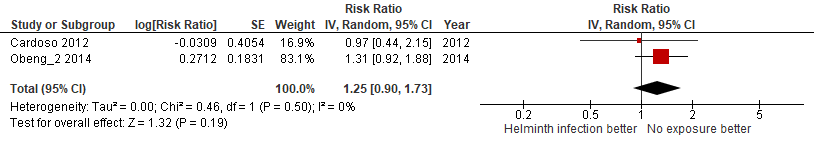 Risk Ratio Risk Ratio
Study or Subgroup log[Risk Ratio] SE Weight IV, Random, 95% CI Year IV, Random, 95% CI
Cardoso 2012 -0.0309 0.4054 16.9% 0.97 [0.44, 2.15] 2012
Obeng_2 2014 0.2712 0.1831 83.1% 1.31 [0.92, 1.88] 2014
Total (95% CI) 100.0% 1.25 [0.90, 1.73]
Heterogeneity: Tau² = 0.00; Chi² = 0.46, df = 1 (P = 0.50); I² = 0%
Test for overall effect: Z = 1.32 (P = 0.19)
0.2 0.5 1 2 5
Helminth infection better No exposure better